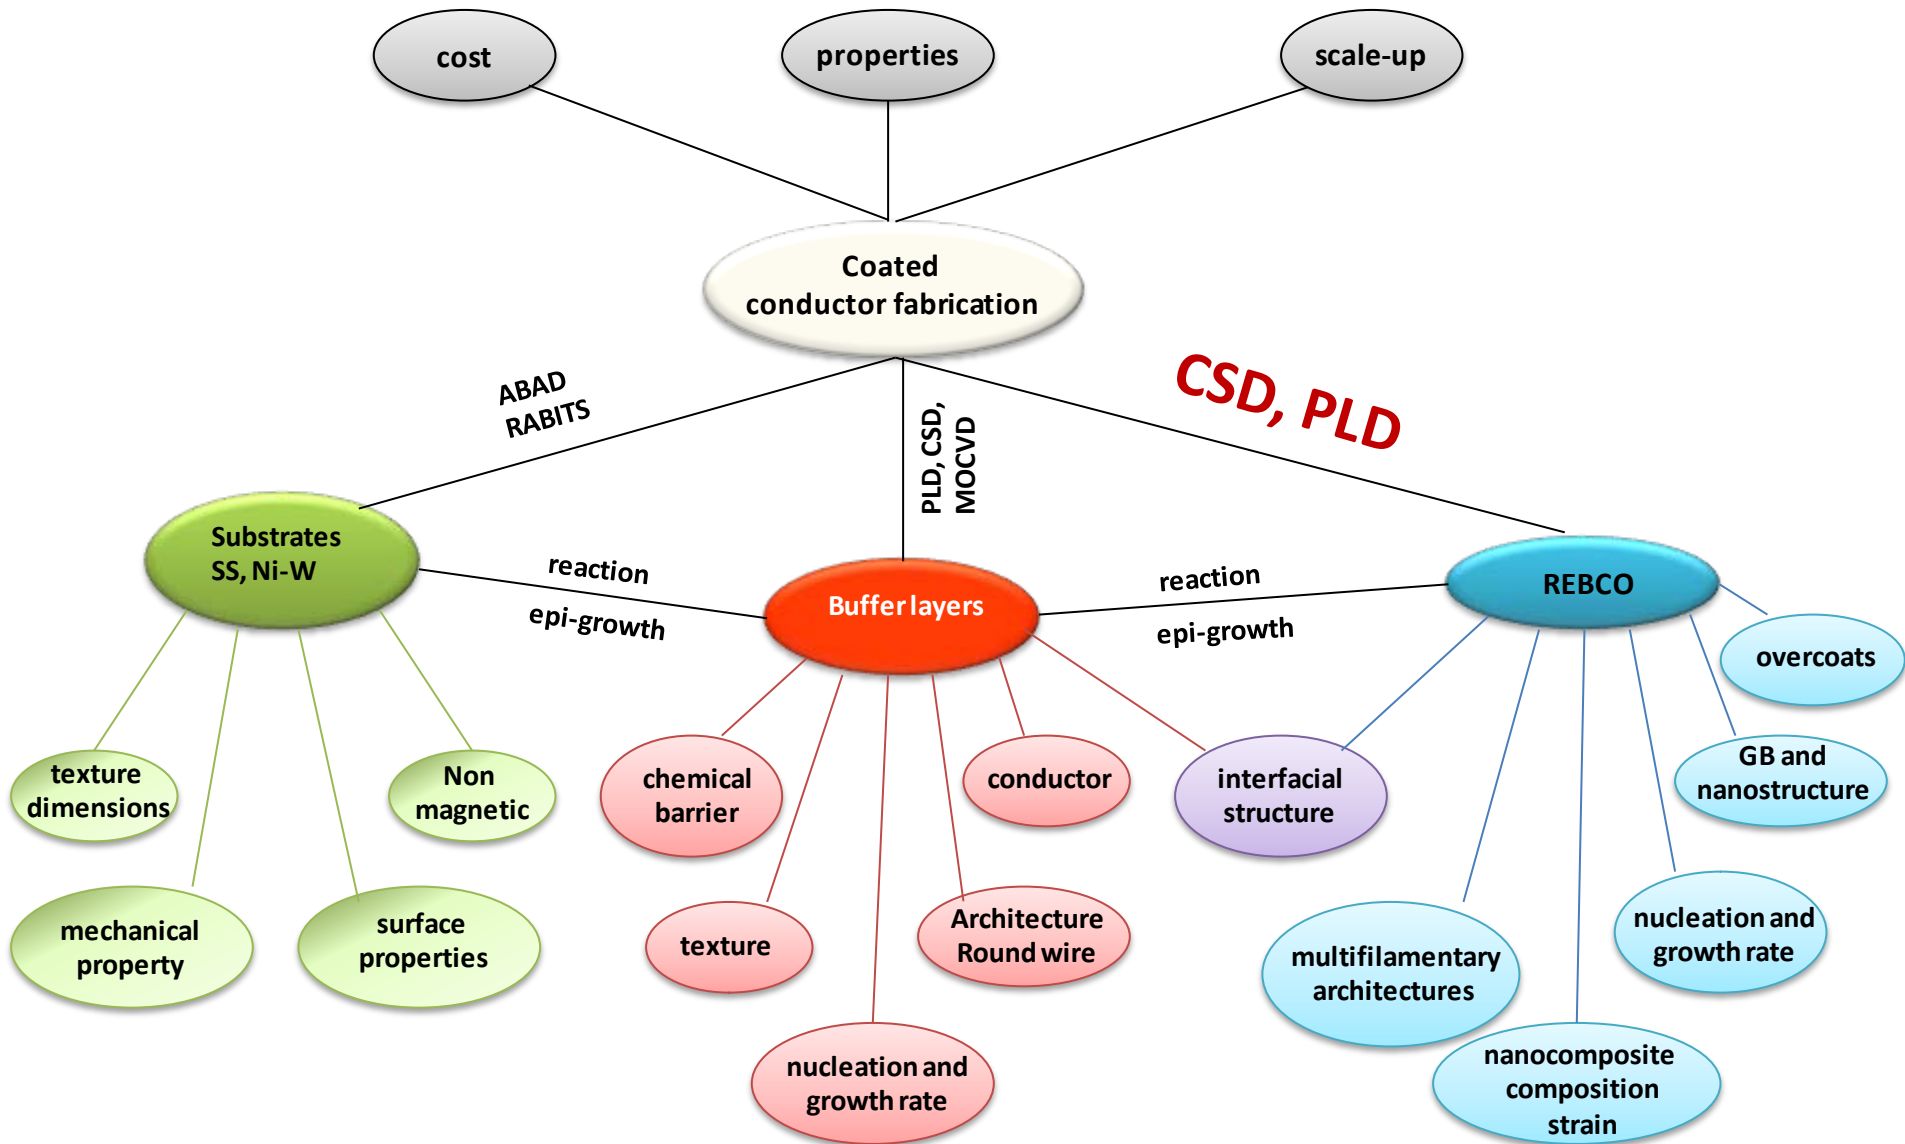 cost
properties
scale-up
Coated
conductor fabrication
ABAD
RABITS
PLD, CSD,
MOCVD
CSD, PLD
Substrates
SS, Ni-W
reaction
epi-growth
Buffer layers
reaction
epi-growth
REBCO
overcoats
texture
dimensions
Non
magnetic
chemical
barrier
conductor
interfacial
structure
GB and
nanostructure
mechanical
property
surface
properties
texture
Architecture
Round wire
multifilamentary
architectures
nucleation and
growth rate
nucleation and
growth rate
nanocomposite
composition
strain